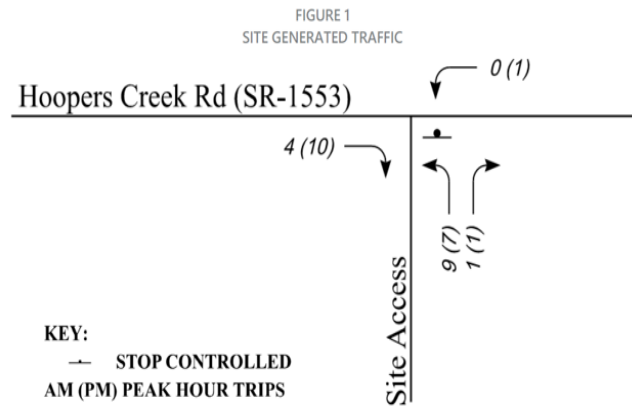 FIGURE 1
SITE GENERATED TRAFFIC
0 (1)
Hoopers Creek Rd (SR-1553)
4 (10)
9 (7)
1 (1)
Site Access
KEY:
STOP CONTROLLED
AM (PM) PEAK HOUR TRIPS